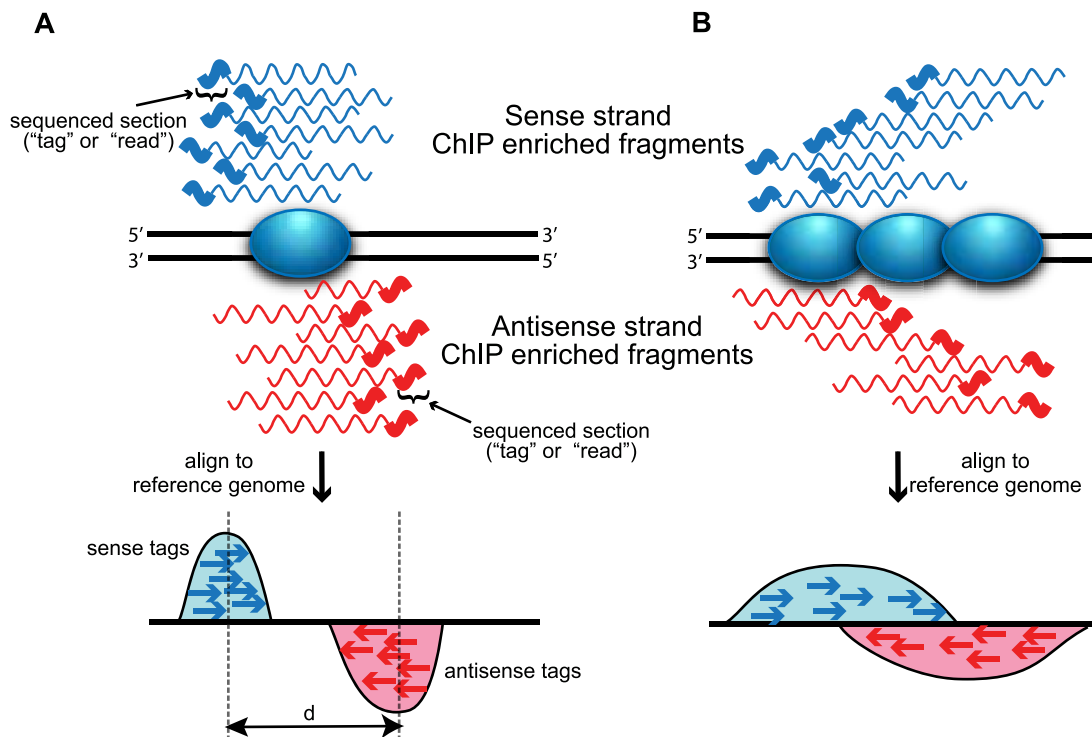 A
B
sequenced section
(“tag” or “read”)
Sense strand
ChIP enriched fragments
5′
3′
3′
5′
5′
3′
Antisense strand
ChIP enriched fragments
sequenced section
(“tag” or “read”)
align to
reference genome
align to
reference genome
sense tags
antisense tags
d